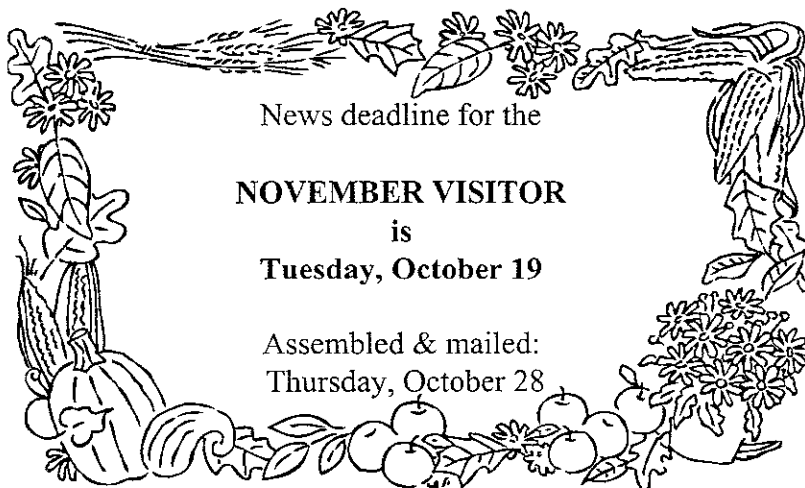 News deadline for the
NOVEMBER VISITOR
is
Tuesday, October 19
Assembled & mailed:
Thursday, October 28